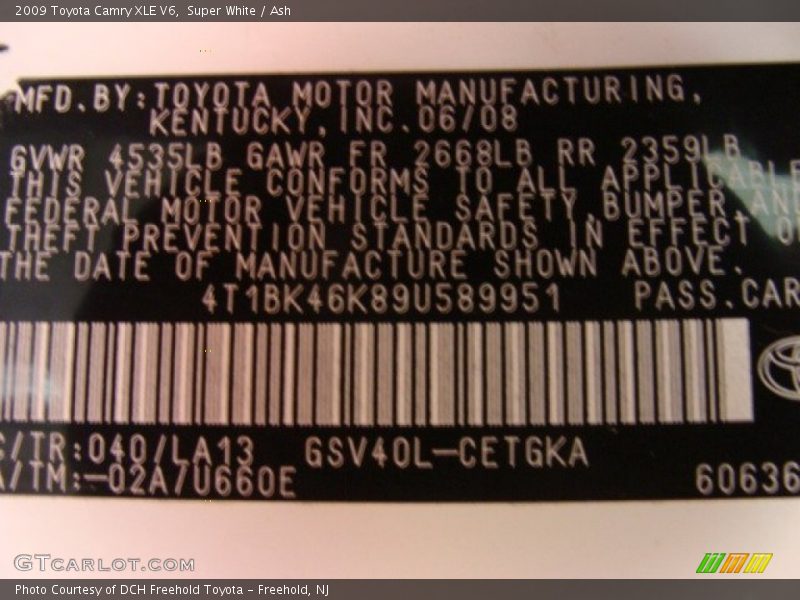 2009 Toyota Camry XLE V6, Super White / Ash
MFD.BY:TOYOTA MOTOR MANUFACTURING,
KENTUCKY,INC.06/08
GVWR 4535LB GAWR FR 2668LB RR 2359LB
THIS VEHICLE CONFORMS TO ALL APPLICABLE
FEDERAL MOTOR VEHICLE SAFETY,BUMPER,AND
THEFT PREVENTION STANDARDS IN EFFECT ON
THE DATE OF MANUFACTURE SHOWN ABOVE.
4T1BK46K89U589951 PASS.CAR
C/TR:040/LA13 GSV40L-CETGKA
A/TM:-02A/U660E 60636
GTCARLOT.COM
Photo Courtesy of DCH Freehold Toyota - Freehold, NJ